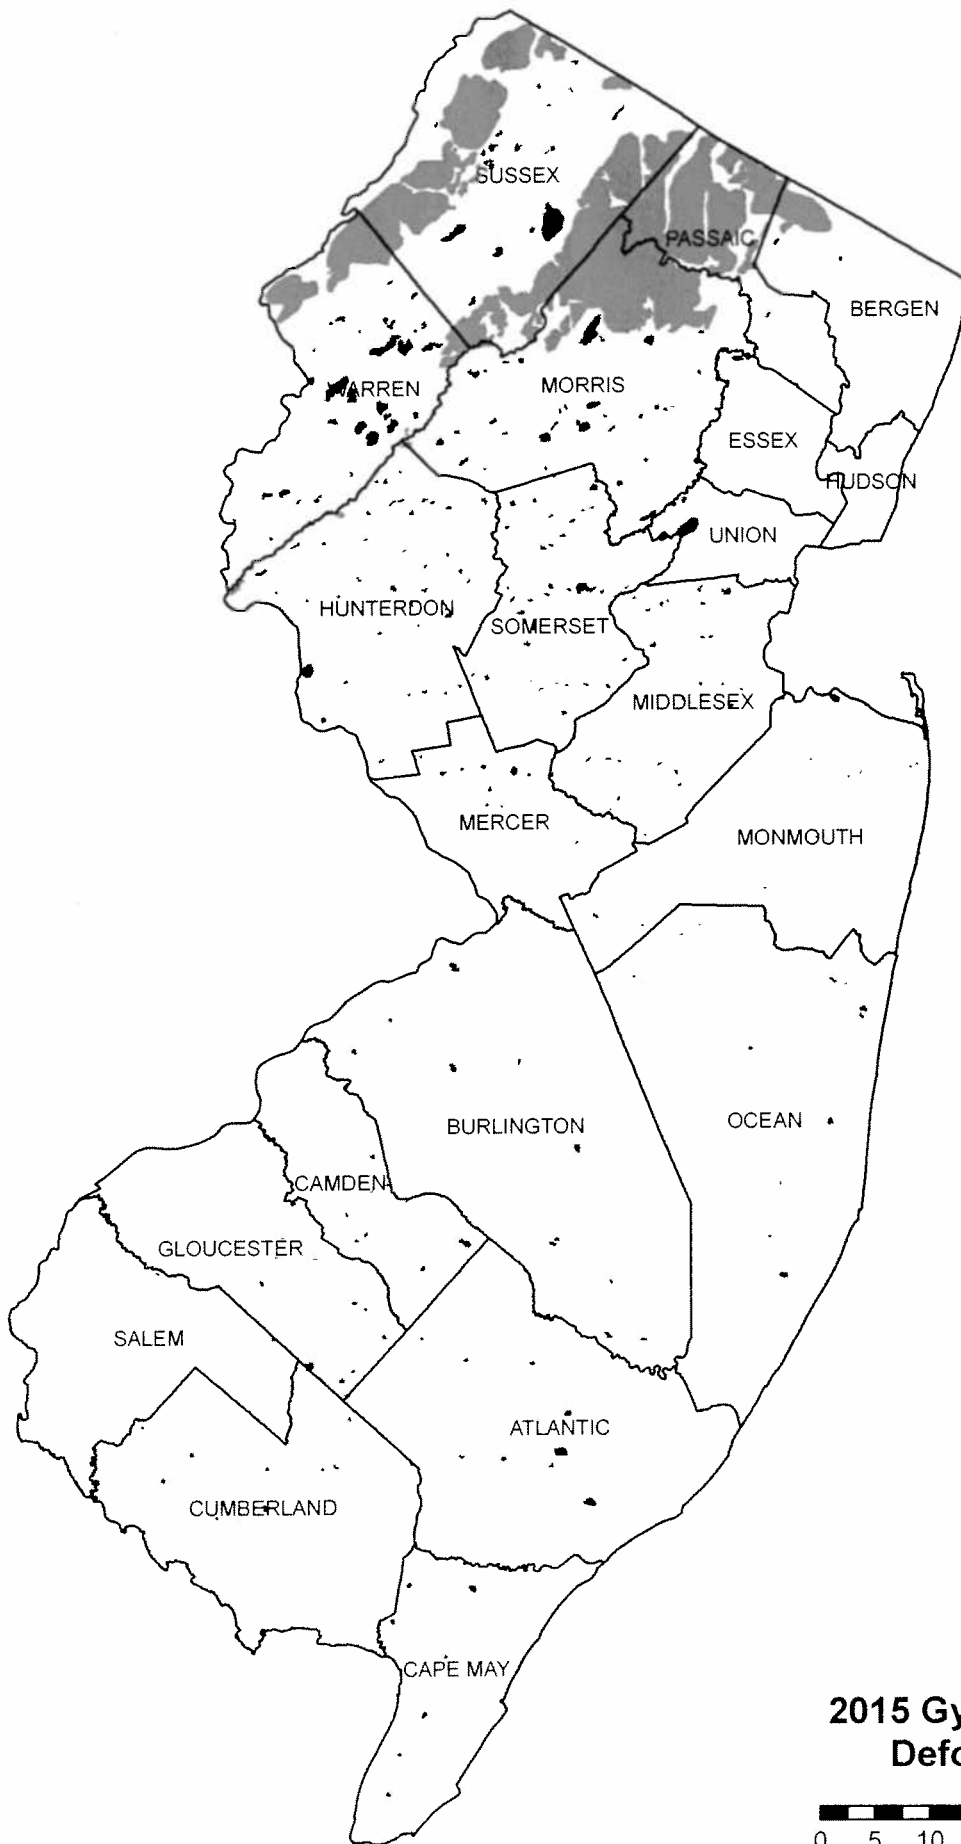 SUSSEX
PASSAIC
BERGEN
WARREN
MORRIS
ESSEX
HUDSON
UNION
HUNTERDON
SOMERSET
MIDDLESEX
MERCER
MONMOUTH
BURLINGTON
OCEAN
CAMDEN
GLOUCESTER
SALEM
ATLANTIC
CUMBERLAND
CAPE MAY
2015 Gy
Defo
0 5 10